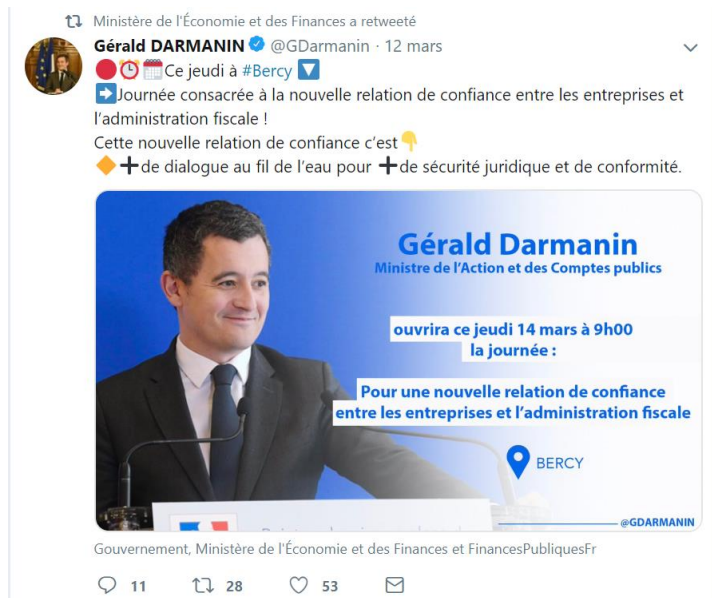 Ministère de l'Économie et des Finances a retweeté
Gérald DARMANIN @GDarmanin · 12 mars
Ce jeudi à #Bercy
Journée consacrée à la nouvelle relation de confiance entre les entreprises et
l'administration fiscale !
Cette nouvelle relation de confiance c'est
de dialogue au fil de l'eau pour ➕de sécurité juridique et de conformité.
Gérald Darmanin
Ministre de l'Action et des Comptes publics
ouvrira ce jeudi 14 mars à 9h00
la journée :
Pour une nouvelle relation de confiance
entre les entreprises et l'administration fiscale
BERCY
@GDARMANIN
Gouvernement, Ministère de l'Économie et des Finances et FinancesPubliquesFr
11 28 53